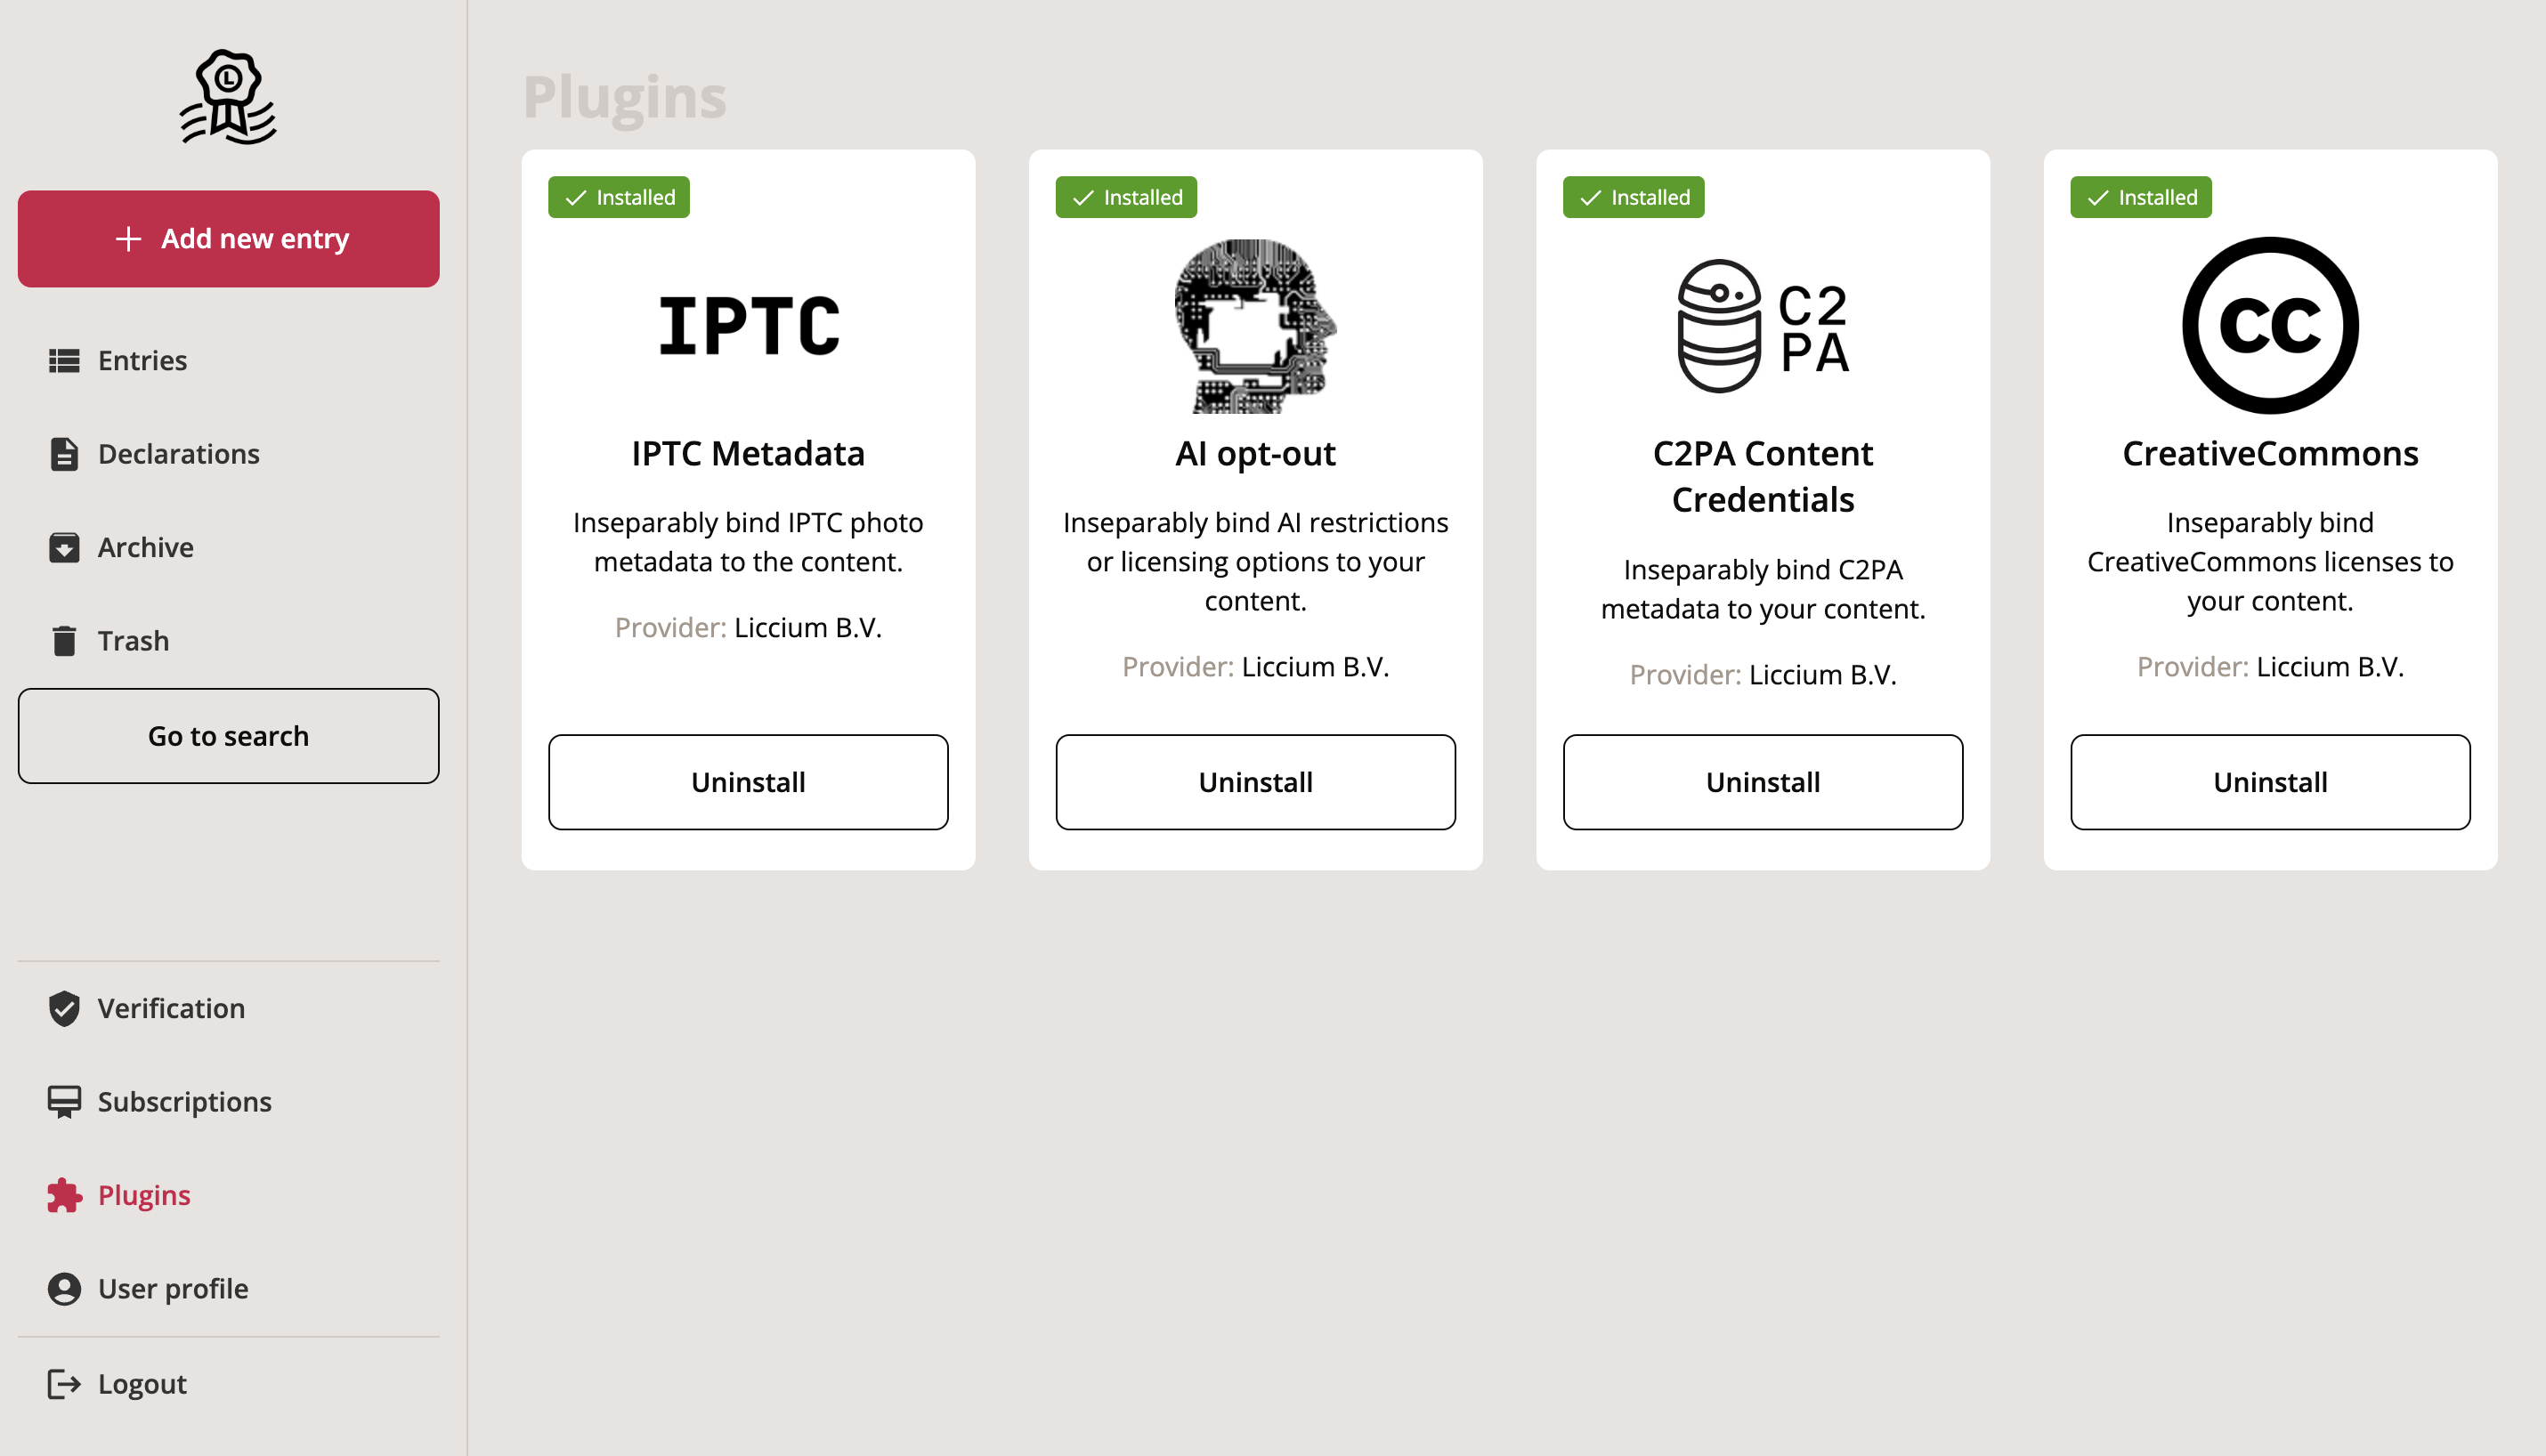 L
Add new entry
Entries
Declarations
Archive
Trash
Go to search
Verification
Subscriptions
Plugins
User profile
Logout
Plugins
Installed
IPTC
IPTC Metadata
Inseparably bind IPTC photo
metadata to the content.
Provider: Liccium B.V.
Uninstall
Installed
AI opt-out
Inseparably bind AI restrictions
or licensing options to your
content.
Provider: Liccium B.V.
Uninstall
Installed
C2
PA
C2PA Content
Credentials
Inseparably bind C2PA
metadata to your content.
Provider: Liccium B.V.
Uninstall
Installed
CC
CreativeCommons
Inseparably bind
CreativeCommons licenses to
your content.
Provider: Liccium B.V.
Uninstall